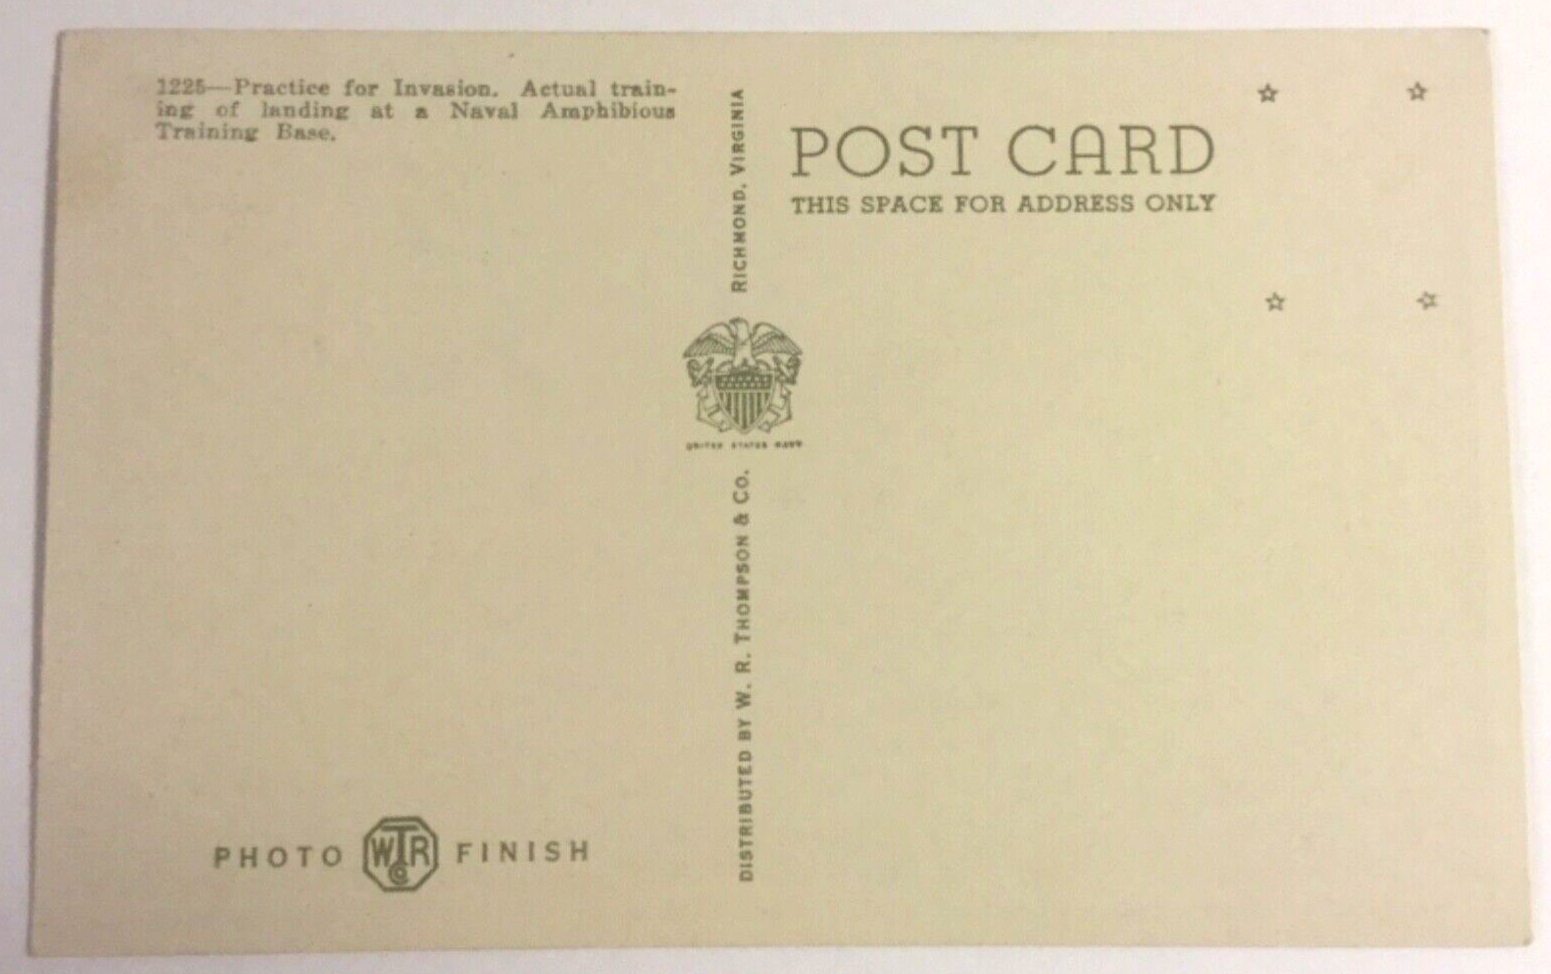 1225—Practice for Invasion. Actual train-
ing of landing at a Naval Amphibious
Training Base.
DISTRIBUTED BY W. R. THOMPSON & CO. RICHMOND, VIRGINIA
UNITED STATES NAVY
POST CARD
THIS SPACE FOR ADDRESS ONLY
PHOTO WTR Co FINISH